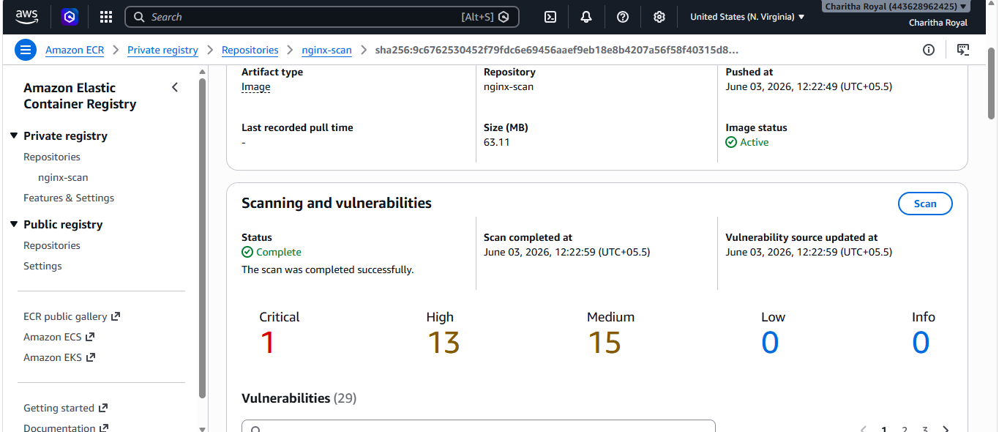 aws
Search
[Alt+S]
United States (N. Virginia)
Charitha Royal (443628962425)
Charitha Royal
Amazon ECR
Private registry
Repositories
nginx-scan
sha256:9c6762530452f79fdc6e69456aaef9eb18e8b4207a56f58f40315d8...
Amazon Elastic
Container Registry
Private registry
Repositories
nginx-scan
Features & Settings
Public registry
Repositories
Settings
ECR public gallery
Amazon ECS
Amazon EKS
Getting started
Documentation
Artifact type
Image
Repository
nginx-scan
Pushed at
June 03, 2026, 12:22:49 (UTC+05.5)
Last recorded pull time
-
Size (MB)
63.11
Image status
Active
Scanning and vulnerabilities
Scan
Status
Complete
The scan was completed successfully.
Scan completed at
June 03, 2026, 12:22:59 (UTC+05.5)
Vulnerability source updated at
June 03, 2026, 12:22:59 (UTC+05.5)
Critical
1
High
13
Medium
15
Low
0
Info
0
Vulnerabilities (29)
1 2 3